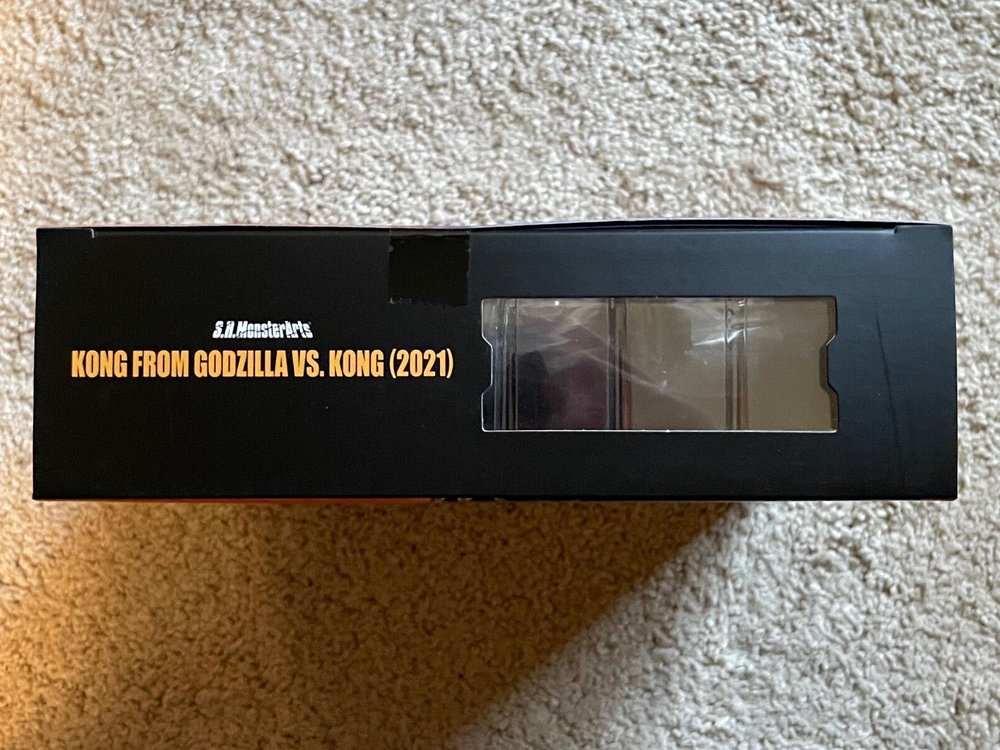 S.H.MonsterArts
KONG FROM GODZILLA VS. KONG (2021)